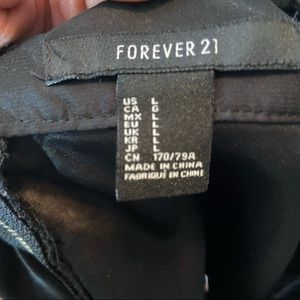 FOREVER 21
US L
CA G
MX L
EU L
UK L
KR L
JP L
CN 170/79A
MADE IN CHINA
FABRIQUÉ EN CHINE